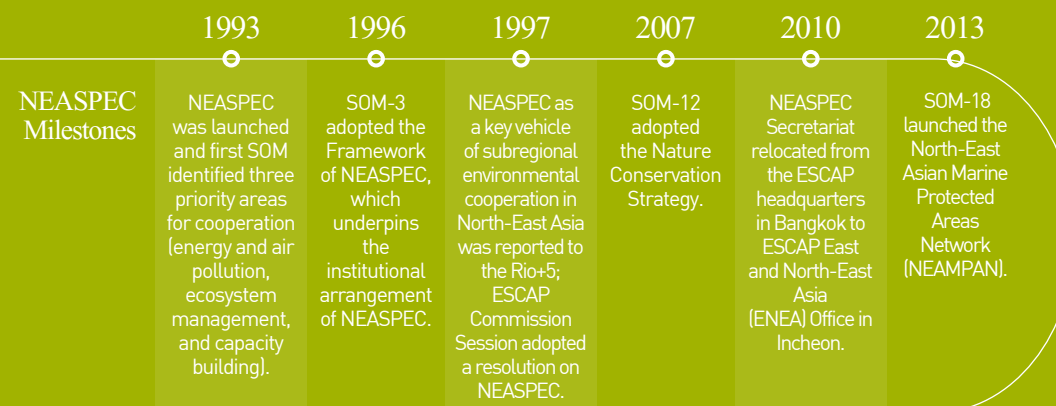 NEASPEC
Milestones
1993
NEASPEC
was launched
and first SOM
identified three
priority areas
for cooperation
(energy and air
pollution,
ecosystem
management,
and capacity
building).
1996
SOM-3
adopted the
Framework
of NEASPEC,
which
underpins
the
institutional
arrangement
of NEASPEC.
1997
NEASPEC as
a key vehicle
of subregional
environmental
cooperation in
North-East Asia
was reported to
the Rio+5;
ESCAP
Commission
Session adopted
a resolution on
NEASPEC.
2007
SOM-12
adopted
the Nature
Conservation
Strategy.
2010
NEASPEC
Secretariat
relocated from
the ESCAP
headquarters
in Bangkok to
ESCAP East
and North-East
Asia
(ENEA) Office in
Incheon.
2013
SOM-18
launched the
North-East
Asian Marine
Protected
Areas
Network
(NEAMPAN).